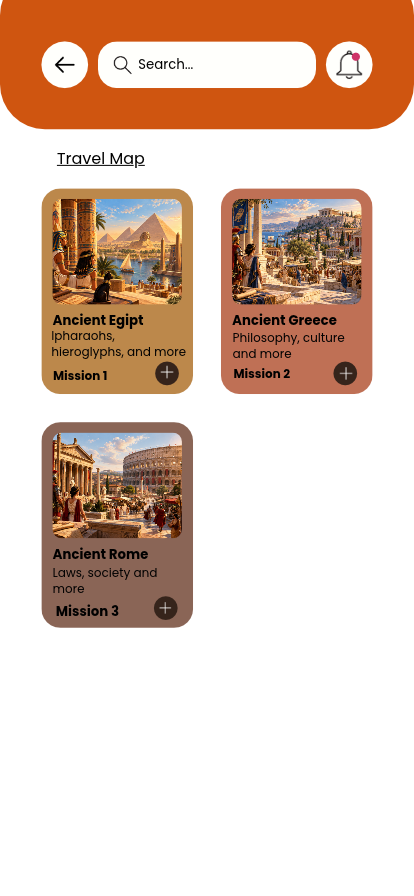 Search...
Travel Map
Ancient Egipt
Ipharaohs,
hieroglyphs, and more
Mission 1
Ancient Greece
Philosophy, culture
and more
Mission 2
Ancient Rome
Laws, society and
more
Mission 3